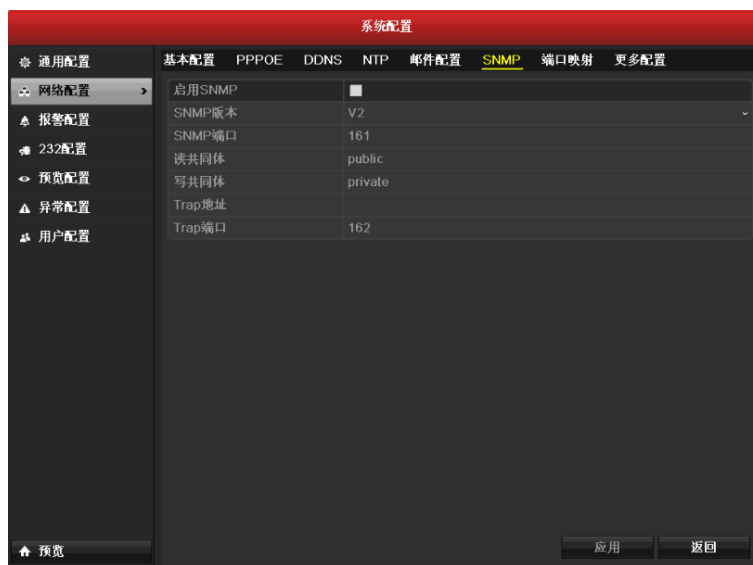 系统配置
通用配置
网络配置
报警配置
232配置
预览配置
异常配置
用户配置
预览
基本配置 PPPOE DDNS NTP 邮件配置 SNMP 端口映射 更多配置
启用SNMP
SNMP版本 V2
SNMP端口 161
读共同体 public
写共同体 private
Trap地址
Trap端口 162
应用 返回